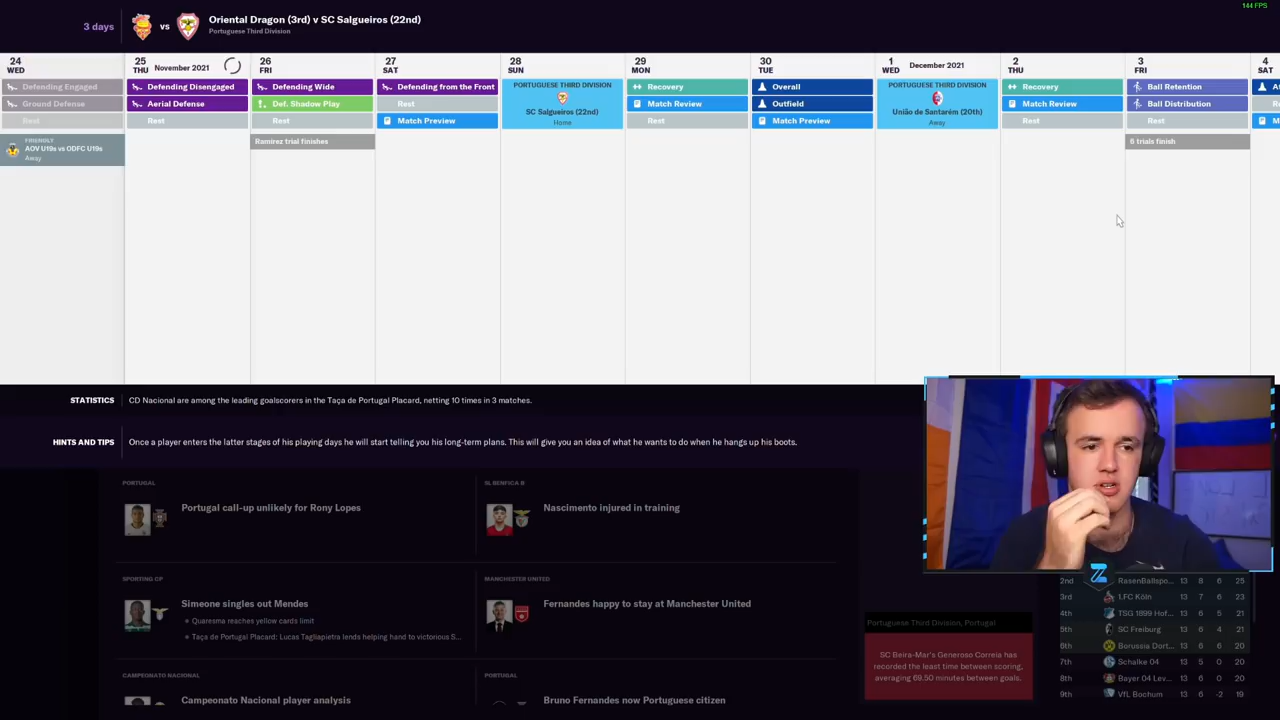 144 FPS
3 days
vs
Oriental Dragon (3rd) v SC Salgueiros (22nd)
Portuguese Third Division
24
WED
Defending Engaged
Ground Defense
Rest
FRIENDLY
AOV U19s vs ODFC U19s
Away
25
THU
November 2021
Defending Disengaged
Aerial Defense
Rest
26
FRI
Defending Wide
Def. Shadow Play
Rest
Ramírez trial finishes
27
SAT
Defending from the Front
Rest
Match Preview
28
SUN
PORTUGUESE THIRD DIVISION
SC Salgueiros (22nd)
Home
29
MON
Recovery
Match Review
Rest
30
TUE
Overall
Outfield
Match Preview
1
WED
December 2021
PORTUGUESE THIRD DIVISION
União de Santarém (20th)
Away
2
THU
Recovery
Match Review
Rest
3
FRI
Ball Retention
Ball Distribution
Rest
6 trials finish
4
SAT
STATISTICS
CD Nacional are among the leading goalscorers in the Taça de Portugal Placard, netting 10 times in 3 matches.
HINTS AND TIPS
Once a player enters the latter stages of his playing days he will start telling you his long-term plans. This will give you an idea of what he wants to do when he hangs up his boots.
PORTUGAL
Portugal call-up unlikely for Rony Lopes
SL BENFICA B
Nascimento injured in training
SPORTING CP
Simeone singles out Mendes
Quaresma reaches yellow cards limit
Taça de Portugal Placard: Lucas Tagliapietra lends helping hand to victorious S...
MANCHESTER UNITED
Fernandes happy to stay at Manchester United
CAMPEONATO NACIONAL
Campeonato Nacional player analysis
PORTUGAL
Bruno Fernandes now Portuguese citizen
Portuguese Third Division, Portugal
SC Beira-Mar's Generoso Correia has
recorded the least time between scoring,
averaging 69.50 minutes between goals.
2nd RasenBallspo... 13 8 6 25
3rd 1.FC Köln 13 7 6 23
4th TSG 1899 Hof... 13 6 5 21
5th SC Freiburg 13 6 4 21
6th Borussia Dort... 13 6 6 20
7th Schalke 04 13 5 0 20
8th Bayer 04 Lev... 13 6 0 20
9th VfL Bochum 13 6 -2 19